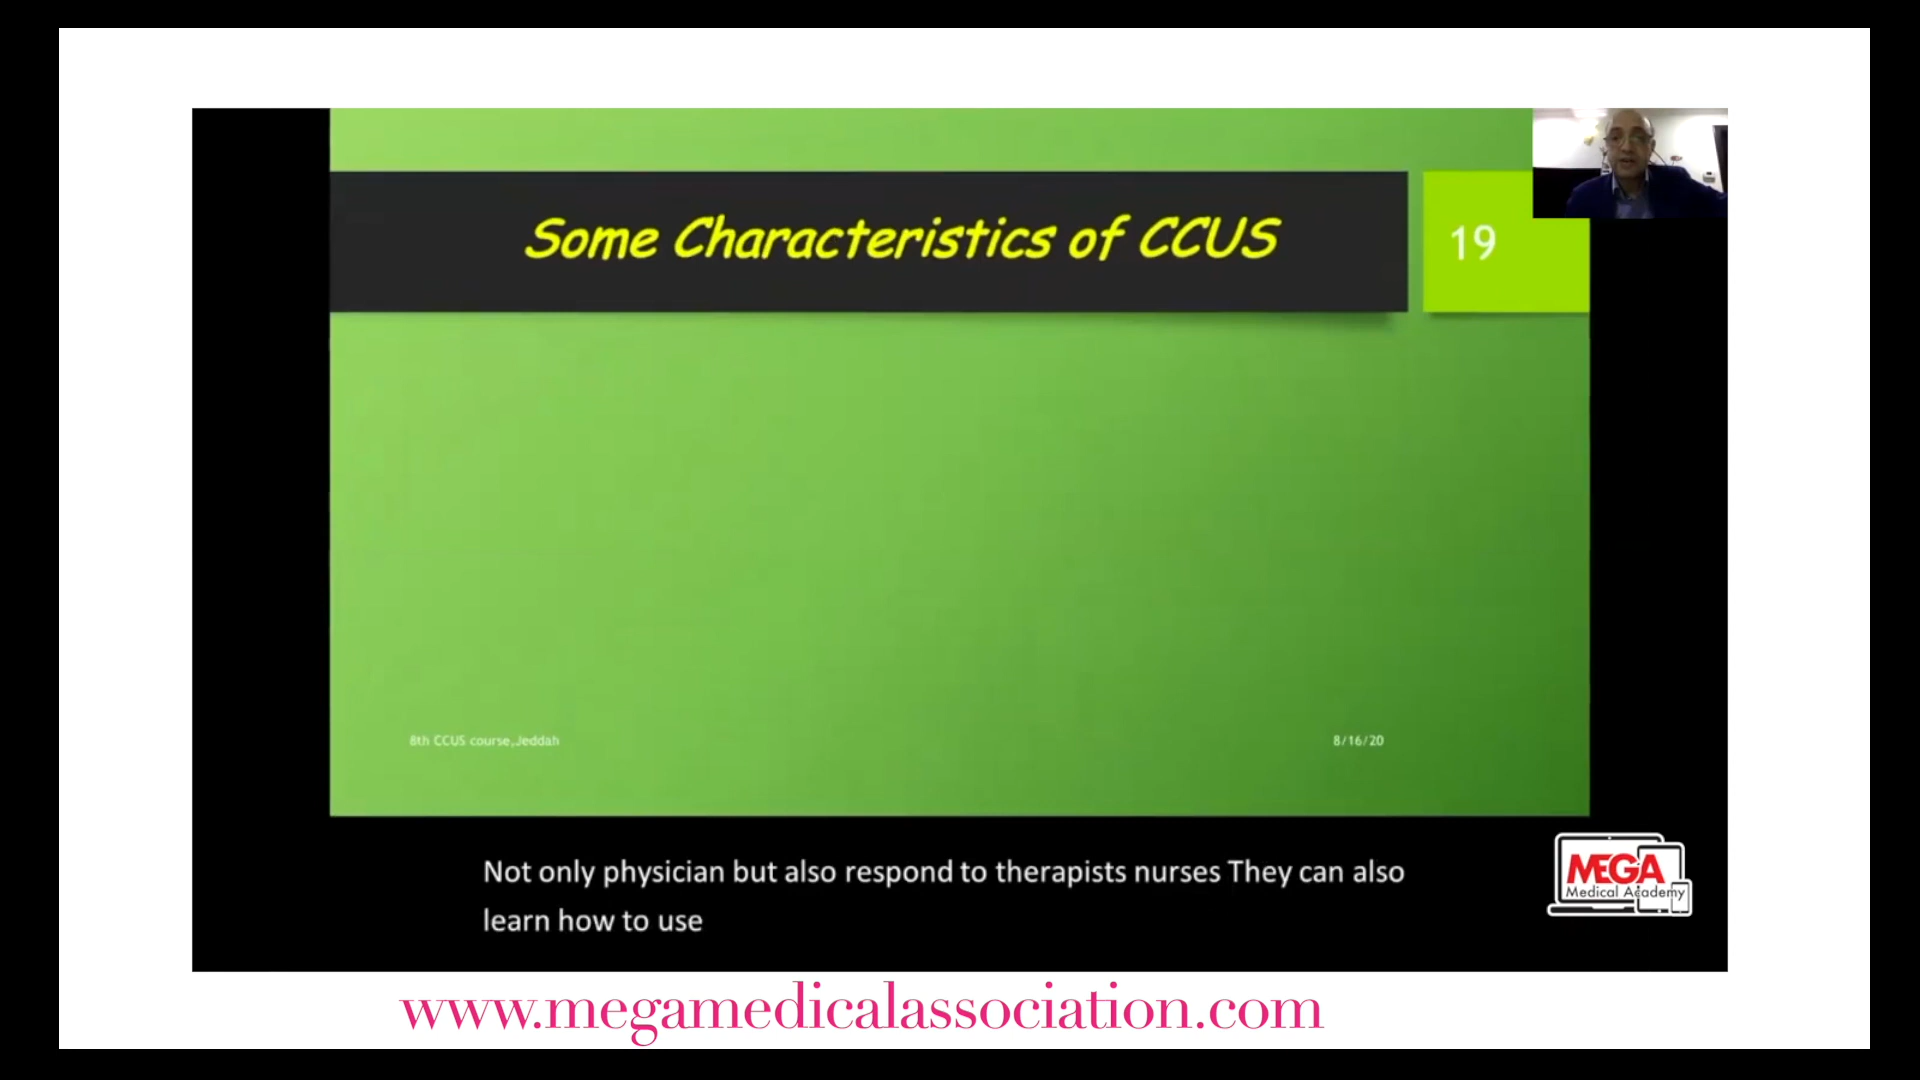 Some Characteristics of CCUS
19
8th CCUS course,Jeddah
8/16/20
Not only physician but also respond to therapists nurses They can also
learn how to use
MEGA
Medical Academy
www.megamedicalassociation.com